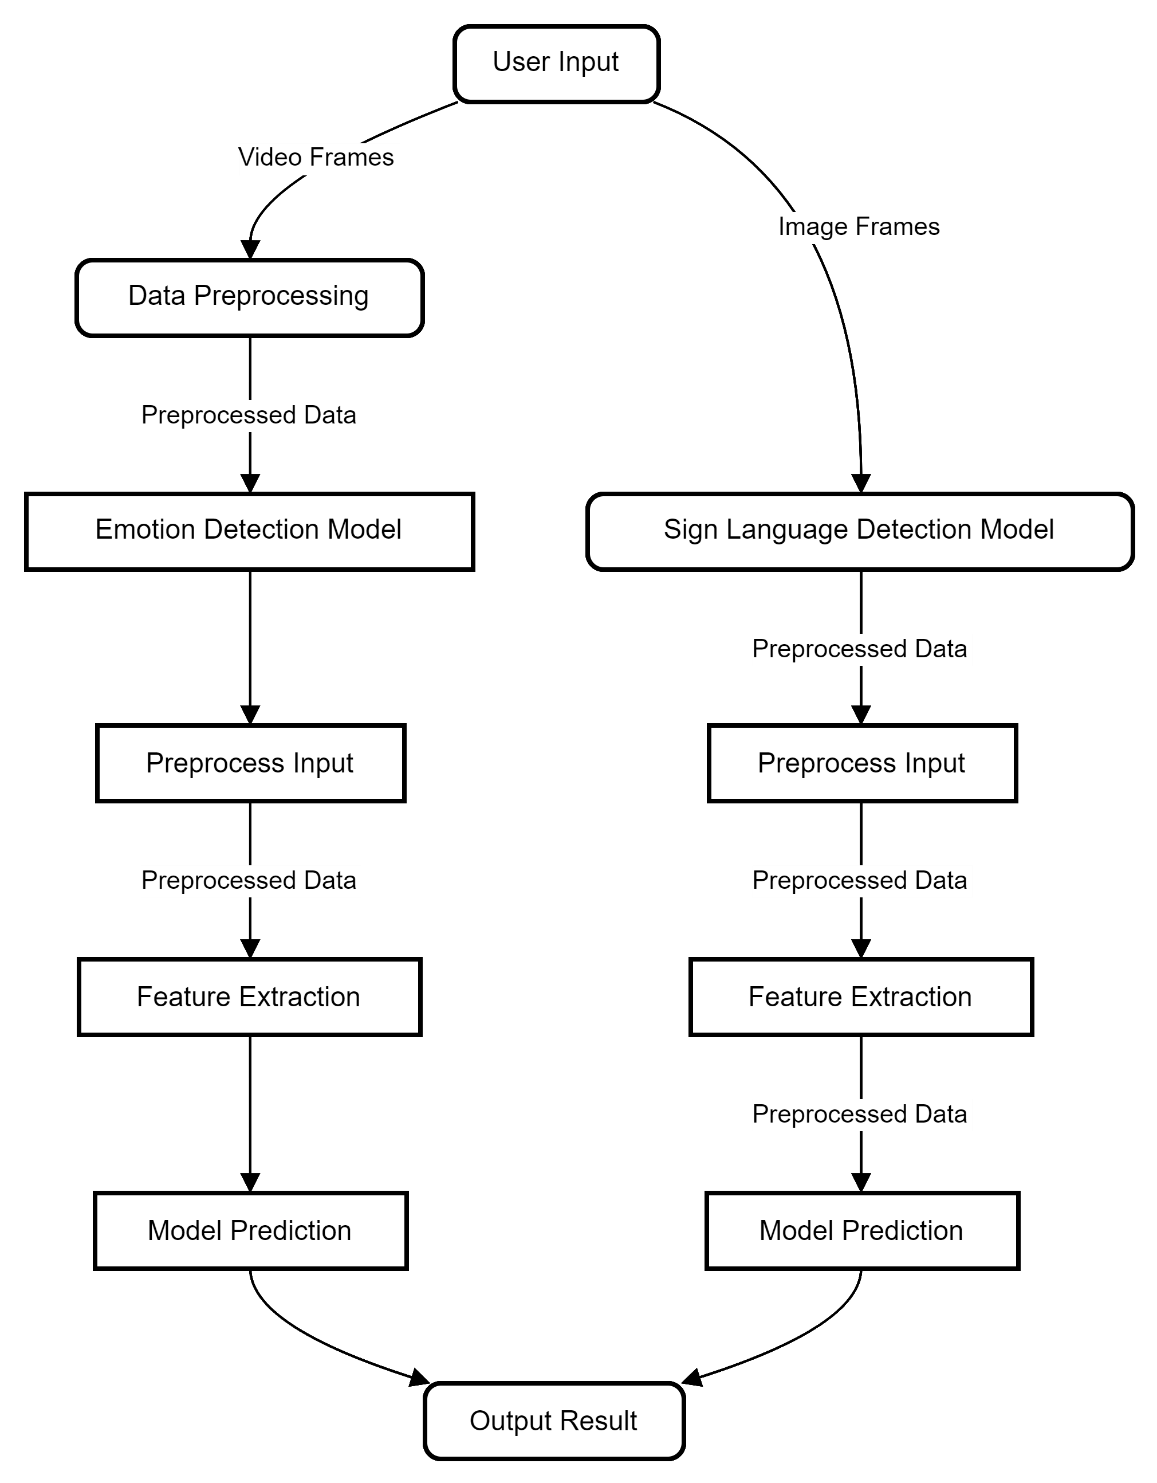 User Input
Video Frames
Image Frames
Data Preprocessing
Preprocessed Data
Emotion Detection Model
Sign Language Detection Model
Preprocessed Data
Preprocess Input
Preprocess Input
Preprocessed Data
Preprocessed Data
Feature Extraction
Feature Extraction
Preprocessed Data
Model Prediction
Model Prediction
Output Result